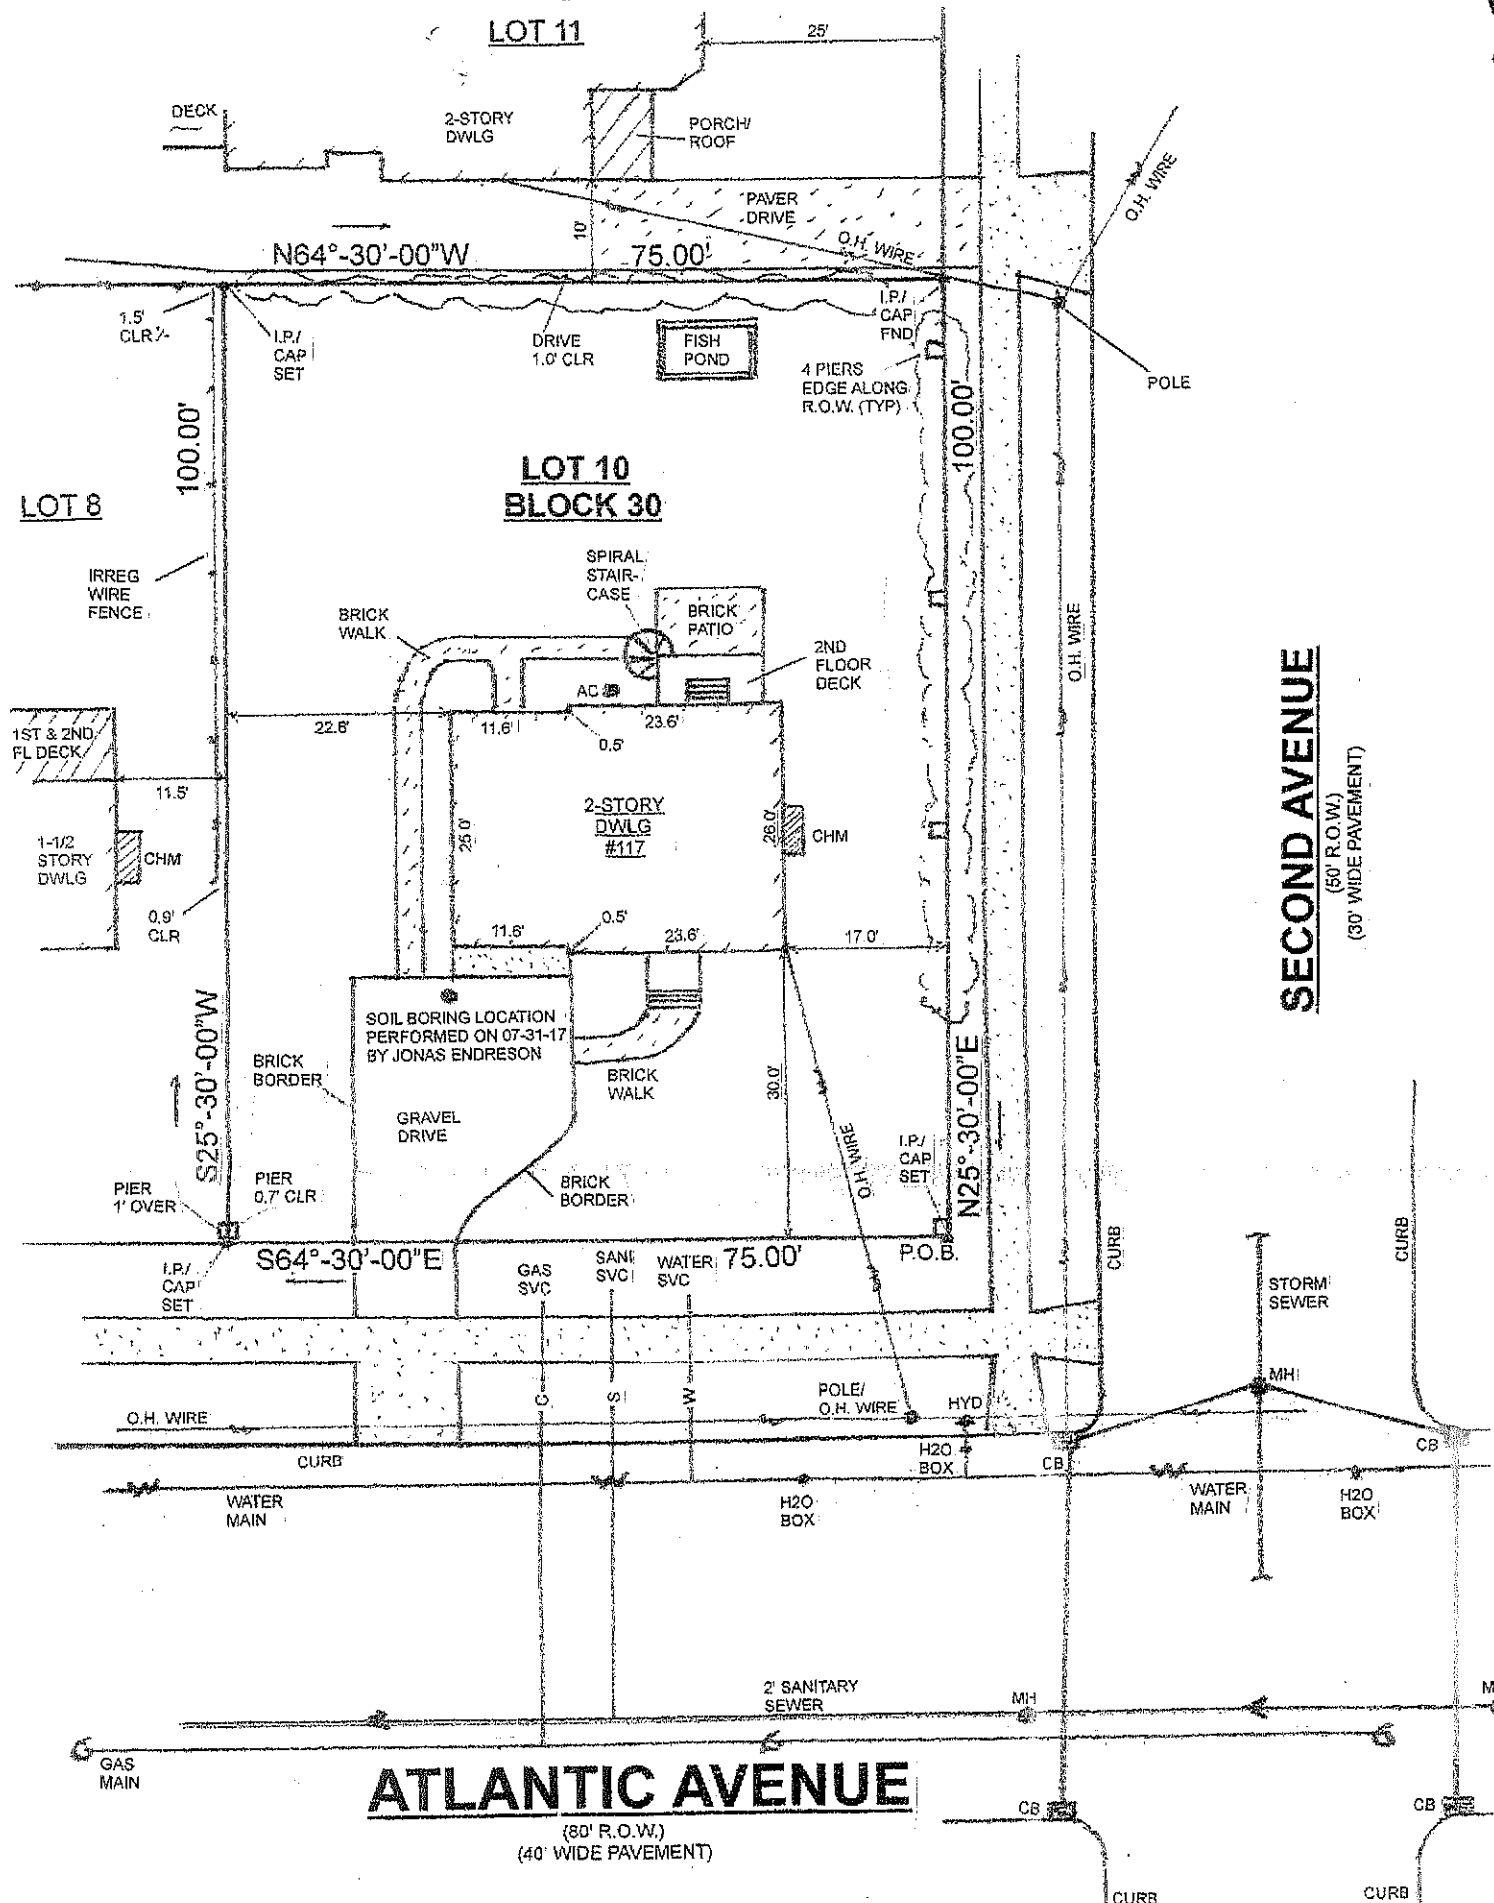 LOT 11
25'
DECK
2-STORY
DWLG
PORCH/
ROOF
O.H. WIRE
PAVER
DRIVE
10'
O.H. WIRE
N64°-30'-00"W
75.00'
1.5'
CLR
I.P./
CAP
SET
DRIVE
1.0' CLR
FISH
POND
I.P./
CAP
FND
4 PIERS
EDGE ALONG
R.O.W. (TYP)
POLE
100.00'
100.00'
LOT 10
BLOCK 30
LOT 8
IRREG
WIRE
FENCE
SPIRAL
STAIR-
CASE
BRICK
WALK
BRICK
PATIO
2ND
FLOOR
DECK
O.H. WIRE
AC
22.6'
11.6'
23.6'
0.5'
1ST & 2ND
FL DECK
11.5'
1-1/2
STORY
DWLG
CHM
25.0'
2-STORY
DWLG
#117
26.0'
CHM
0.9'
CLR
11.6'
0.5'
23.6'
17.0'
SECOND AVENUE
(50' R.O.W.)
(30' WIDE PAVEMENT)
SOIL BORING LOCATION
PERFORMED ON 07-31-17
BY JONAS ENDRESON
S25°-30'-00"W
BRICK
BORDER
BRICK
WALK
30.0'
GRAVEL
DRIVE
O.H. WIRE
I.P./
CAP
SET
N25°-30'-00"E
PIER
1' OVER
PIER
0.7' CLR
BRICK
BORDER
S64°-30'-00"E
75.00'
P.O.B.
I.P./
CAP
SET
GAS
SVC
SANI
SVC
WATER
SVC
CURB
CURB
STORM
SEWER
MH
G
S
W
O.H. WIRE
POLE/
O.H. WIRE
HYD
H2O
BOX
CURB
CB
CB
WATER
MAIN
H2O
BOX
WATER
MAIN
H2O
BOX
2' SANITARY
SEWER
MH
M
GAS
MAIN
ATLANTIC AVENUE
(80' R.O.W.)
(40' WIDE PAVEMENT)
CB
CB
CURB
CURB